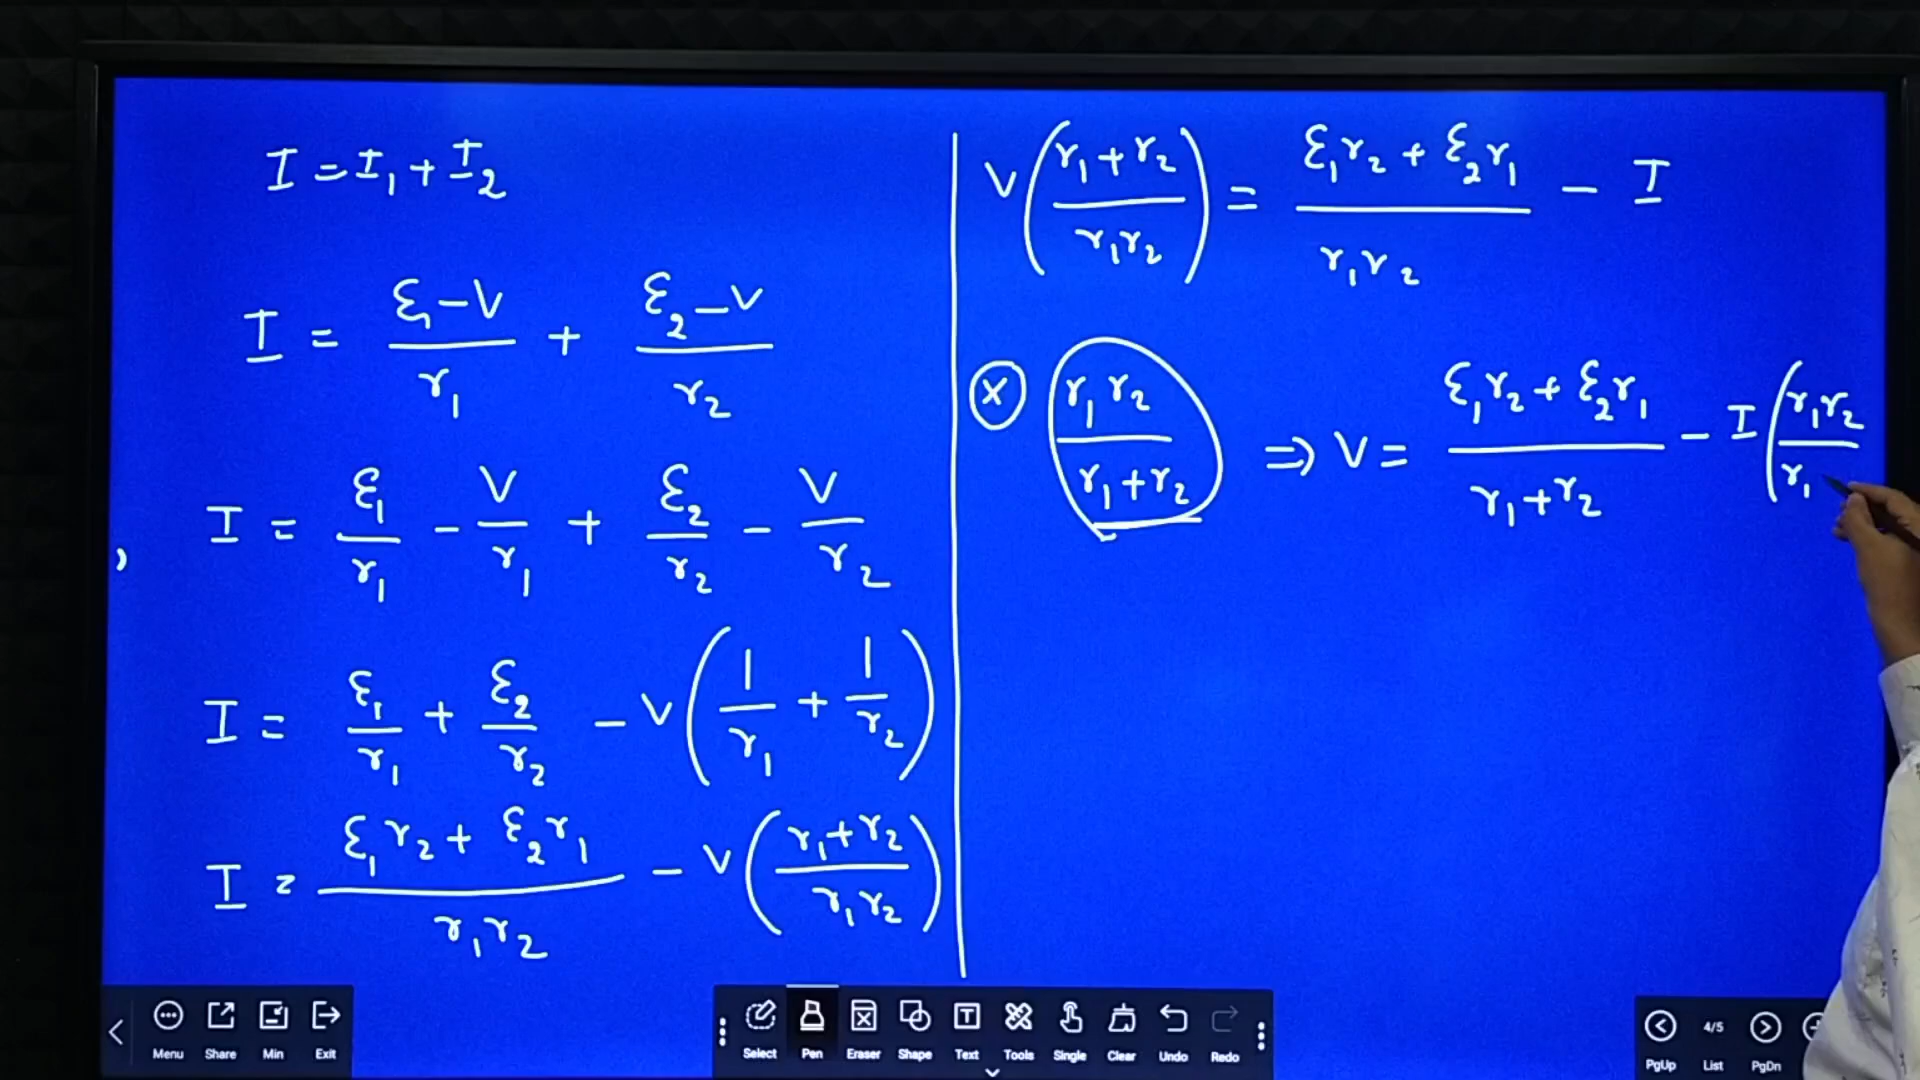 I = I₁ + I₂
I = (ε₁ - V)/r₁ + (ε₂ - V)/r₂
I = ε₁/r₁ - V/r₁ + ε₂/r₂ - V/r₂
,
I = ε₁/r₁ + ε₂/r₂ - V(1/r₁ + 1/r₂)
I = (ε₁r₂ + ε₂r₁)/(r₁r₂) - V((r₁+r₂)/(r₁r₂))
V((r₁+r₂)/(r₁r₂)) = (ε₁r₂ + ε₂r₁)/(r₁r₂) - I
Ⓧ (r₁r₂)/(r₁+r₂) ⇒ V = (ε₁r₂ + ε₂r₁)/(r₁+r₂) - I(r₁r₂/r₁
Menu Share Min Exit
Select Pen Eraser Shape Text Tools Single Clear Undo Redo
4/5
PgUp List PgDn